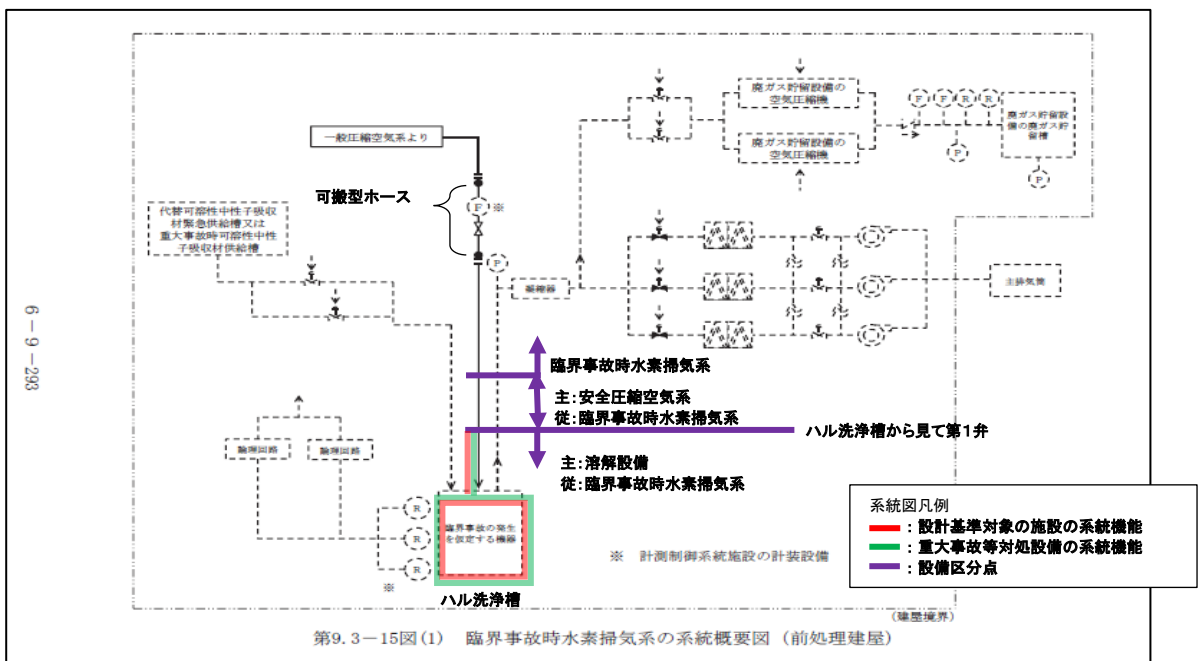 廃ガス貯留設備の
空気圧縮機
廃ガス貯留設備の
空気圧縮機
F
F
R
R
P
廃ガス貯留設
備の廃ガス貯
留槽
P
一般圧縮空気系より
可搬型ホース
F
※
P
代替可溶性中性子吸収
材緊急供給槽又は
重大事故時可溶性中性
子吸収材供給槽
凝縮器
主排気筒
6-9-293
臨界事故時水素掃気系
主:安全圧縮空気系
従:臨界事故時水素掃気系
ハル洗浄槽から見て第1弁
主:溶解設備
従:臨界事故時水素掃気系
論理回路
論理回路
R
R
R
※
臨界事故の発生
を仮定する機器
ハル洗浄槽
※ 計測制御系統施設の計装設備
系統図凡例
:設計基準対象の施設の系統機能
:重大事故等対処設備の系統機能
:設備区分点
(建屋境界)
第9.3-15図(1) 臨界事故時水素掃気系の系統概要図(前処理建屋)